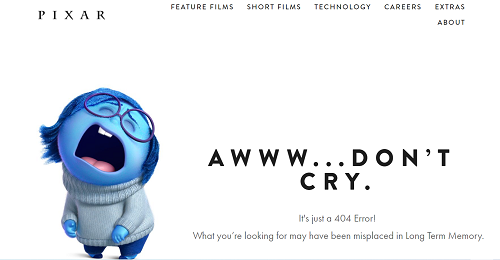 PIXAR
FEATURE FILMS SHORT FILMS TECHNOLOGY CAREERS EXTRAS
ABOUT
AWWW...DON'T
CRY.
It's just a 404 Error!
What you're looking for may have been misplaced in Long Term Memory.